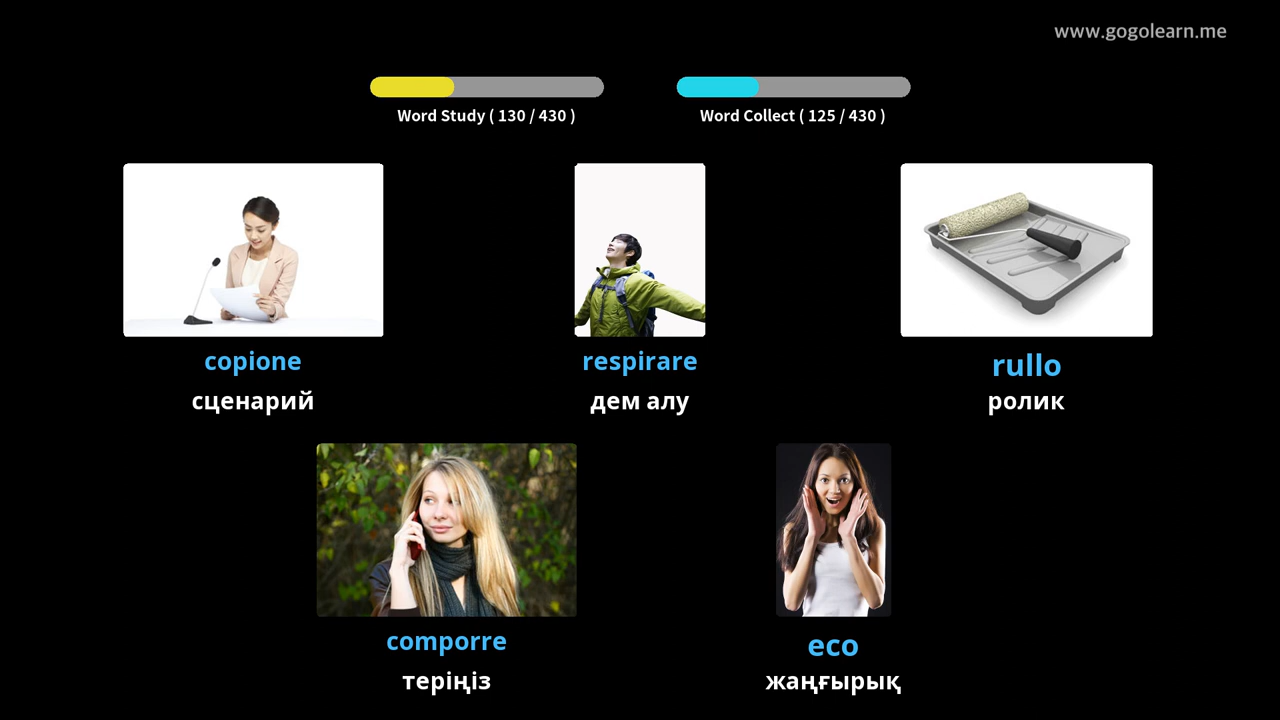 www.gogolearn.me
Word Study ( 130 / 430 )
Word Collect ( 125 / 430 )
copione
сценарий
respirare
дем алу
rullo
ролик
comporre
теріңіз
eco
жаңғырық